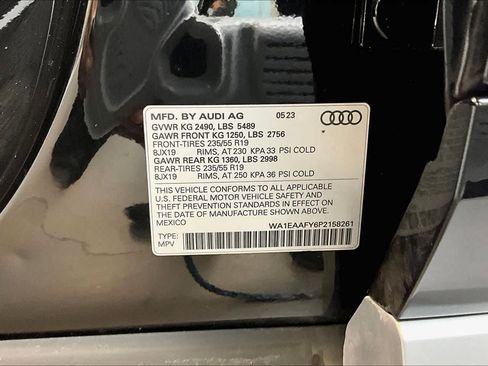 MFD. BY AUDI AG 05 23
GVWR KG 2490, LBS 5489
GAWR FRONT KG 1250, LBS 2756
FRONT-TIRES 235/55 R19
8JX19 RIMS, AT 230 KPA 33 PSI COLD
GAWR REAR KG 1360, LBS 2998
REAR-TIRES 235/55 R19
8JX19 RIMS, AT 250 KPA 36 PSI COLD
THIS VEHICLE CONFORMS TO ALL APPLICABLE
U.S. FEDERAL MOTOR VEHICLE SAFETY AND
THEFT PREVENTION STANDARDS IN EFFECT ON
THE DATE OF MANUFACTURE SHOWN ABOVE.
MEXICO
WA1EAAFY6P2158261
TYPE:
MPV